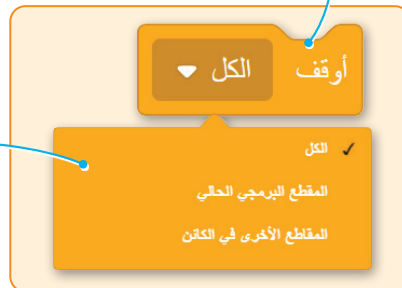 أوقف الكل
الكل
المقطع البرمجي الحالي
المقاطع الأخرى في الكائن